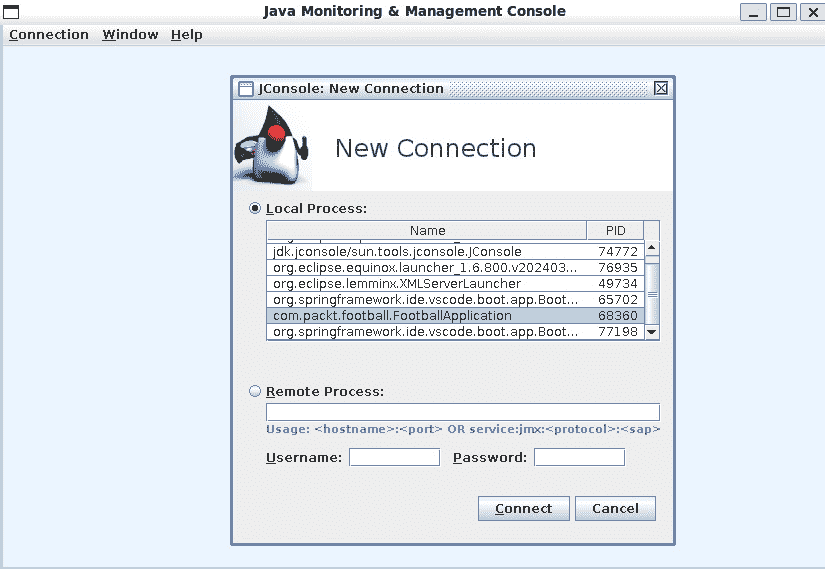 Java Monitoring & Management Console
Connection Window Help
JConsole: New Connection
New Connection
Local Process:
Name PID
jdk.jconsole/sun.tools.jconsole.JConsole 74772
org.eclipse.equinox.launcher_1.6.800.v202403... 76935
org.eclipse.lemminx.XMLServerLauncher 49734
org.springframework.ide.vscode.boot.app.Boot... 65702
com.packt.football.FootballApplication 68360
org.springframework.ide.vscode.boot.app.Boot... 77198
Remote Process:
Usage: <hostname>:<port> OR service:jmx:<protocol>:<sap>
Username: Password:
Connect Cancel